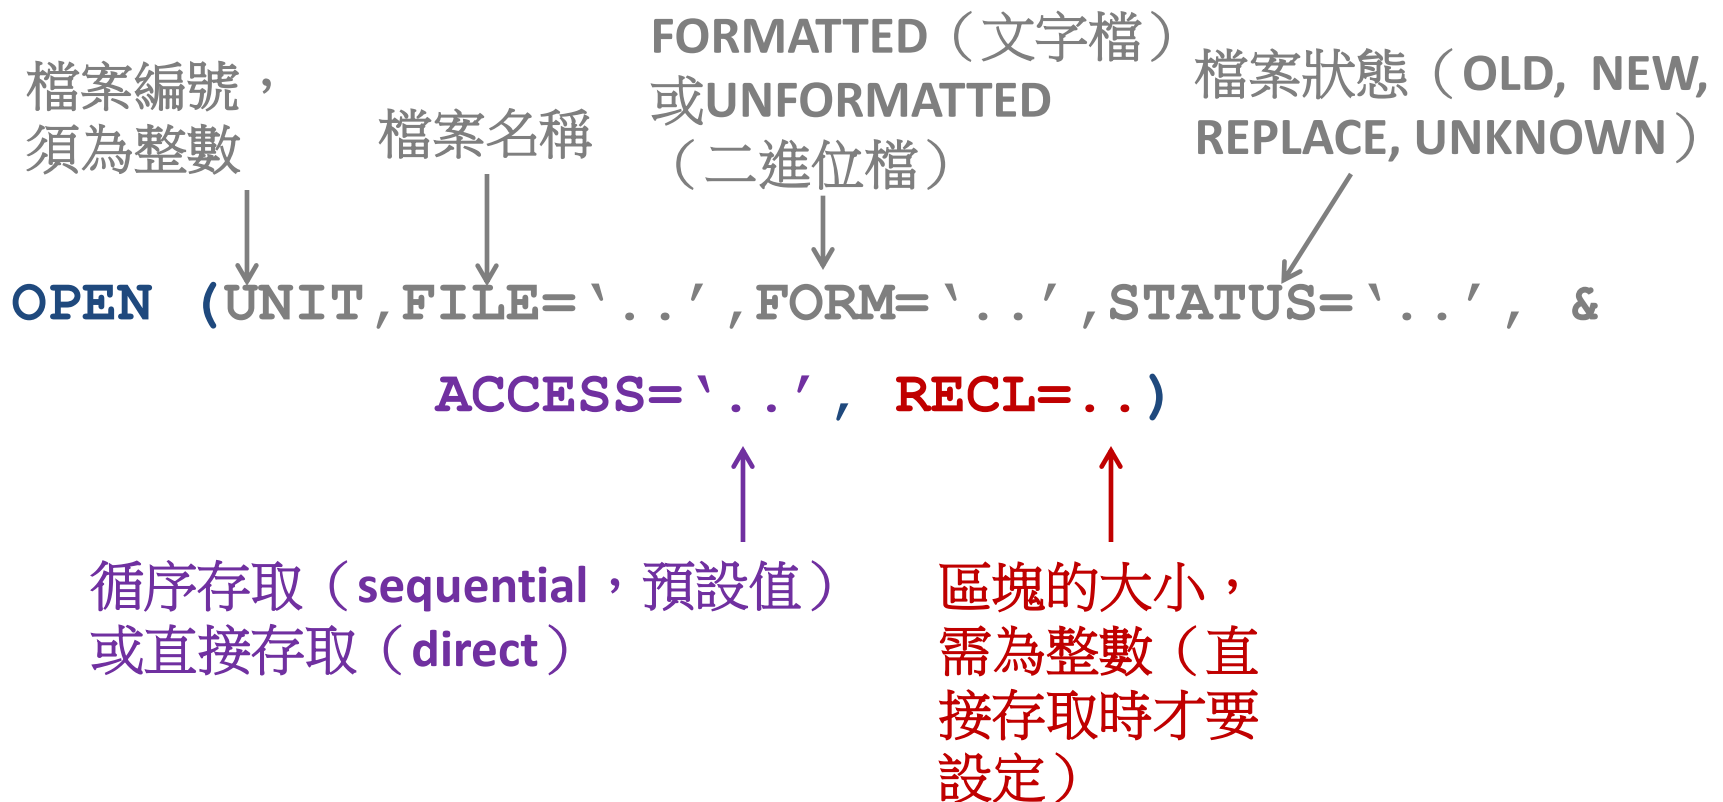 檔案編號，
須為整數
檔案名稱
FORMATTED（文字檔）
或UNFORMATTED
（二進位檔）
檔案狀態（OLD, NEW,
REPLACE, UNKNOWN）
OPEN (UNIT,FILE=‘..’,FORM=‘..’,STATUS=‘..’, &
ACCESS=‘..’, RECL=..)
循序存取（sequential，預設值）
或直接存取（direct）
區塊的大小，
需為整數（直
接存取時才要
設定）